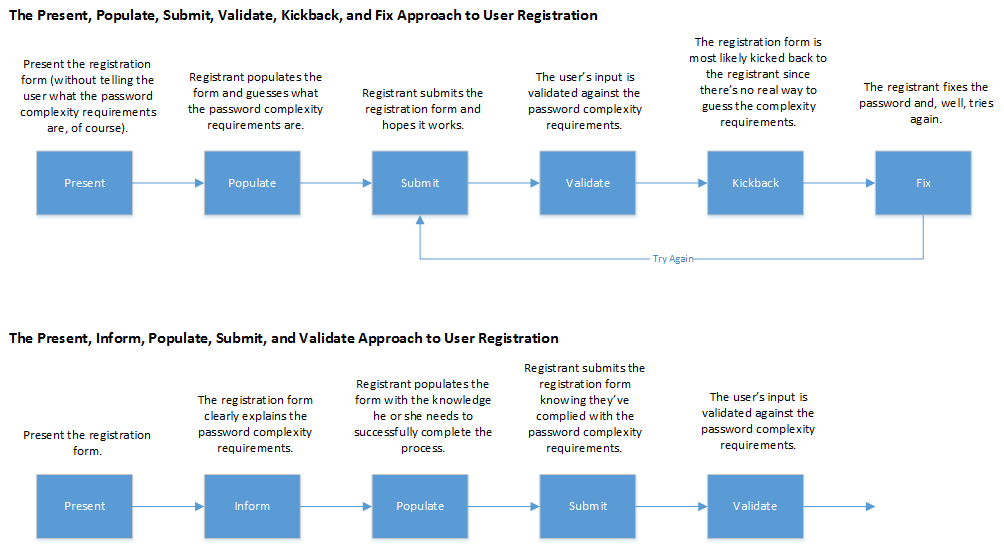 The Present, Populate, Submit, Validate, Kickback, and Fix Approach to User Registration
Present the registration
form (without telling the
user what the password
complexity requirements
are, of course).
Registrant populates the
form and guesses what
the password complexity
requirements are.
Registrant submits the
registration form and
hopes it works.
The user's input is
validated against the
password complexity
requirements.
The registration form is
most likely kicked back to
the registrant since
there's no real way to
guess the complexity
requirements.
The registrant fixes the
password and, well, tries
again.
Present
Populate
Submit
Validate
Kickback
Fix
Try Again
The Present, Inform, Populate, Submit, and Validate Approach to User Registration
Present the registration
form.
The registration form
clearly explains the
password complexity
requirements.
Registrant populates the
form with the knowledge
he or she needs to
successfully complete the
process.
Registrant submits the
registration form
knowing they've
complied with the
password complexity
requirements.
The user's input is
validated against the
password complexity
requirements.
Present
Inform
Populate
Submit
Validate